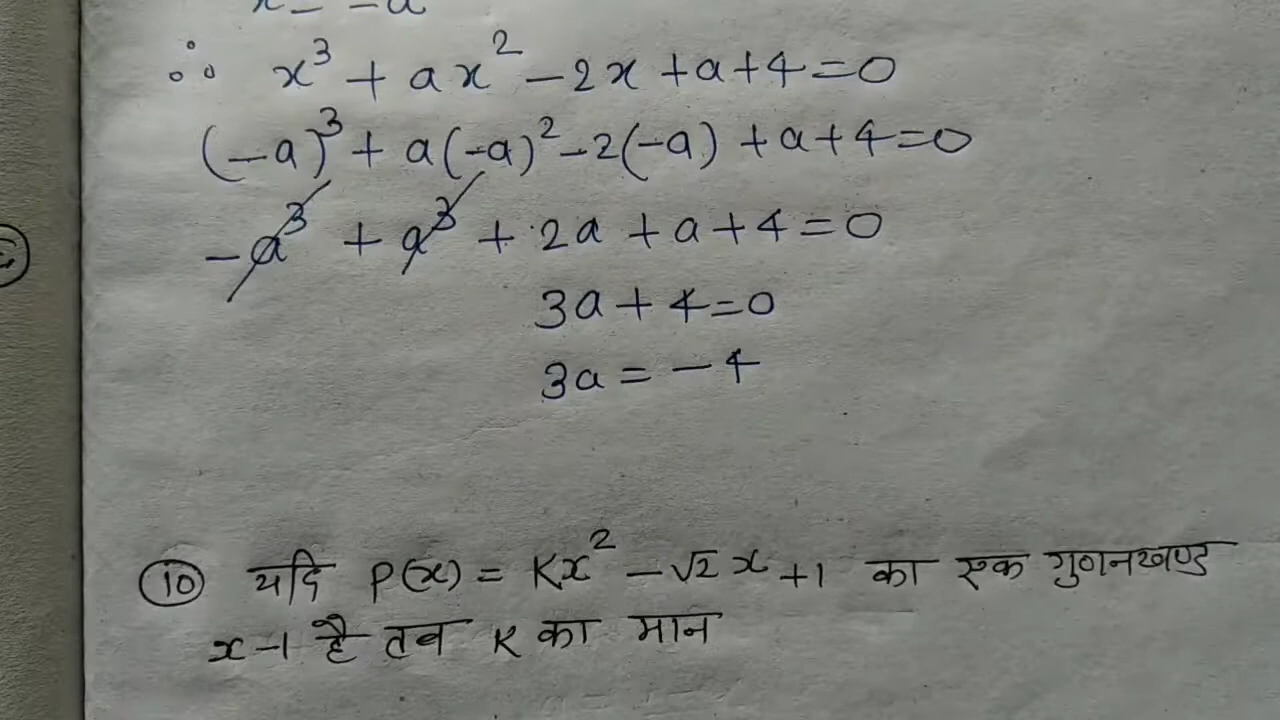 x = -a
∴ x³ + ax² - 2x + a + 4 = 0
(-a)³ + a(-a)² - 2(-a) + a + 4 = 0
-a³ + a³ + 2a + a + 4 = 0
3a + 4 = 0
3a = -4
⑩ यदि P(x) = Kx² - √2x + 1 का एक गुणनखण्ड
x-1 है तब K का मान